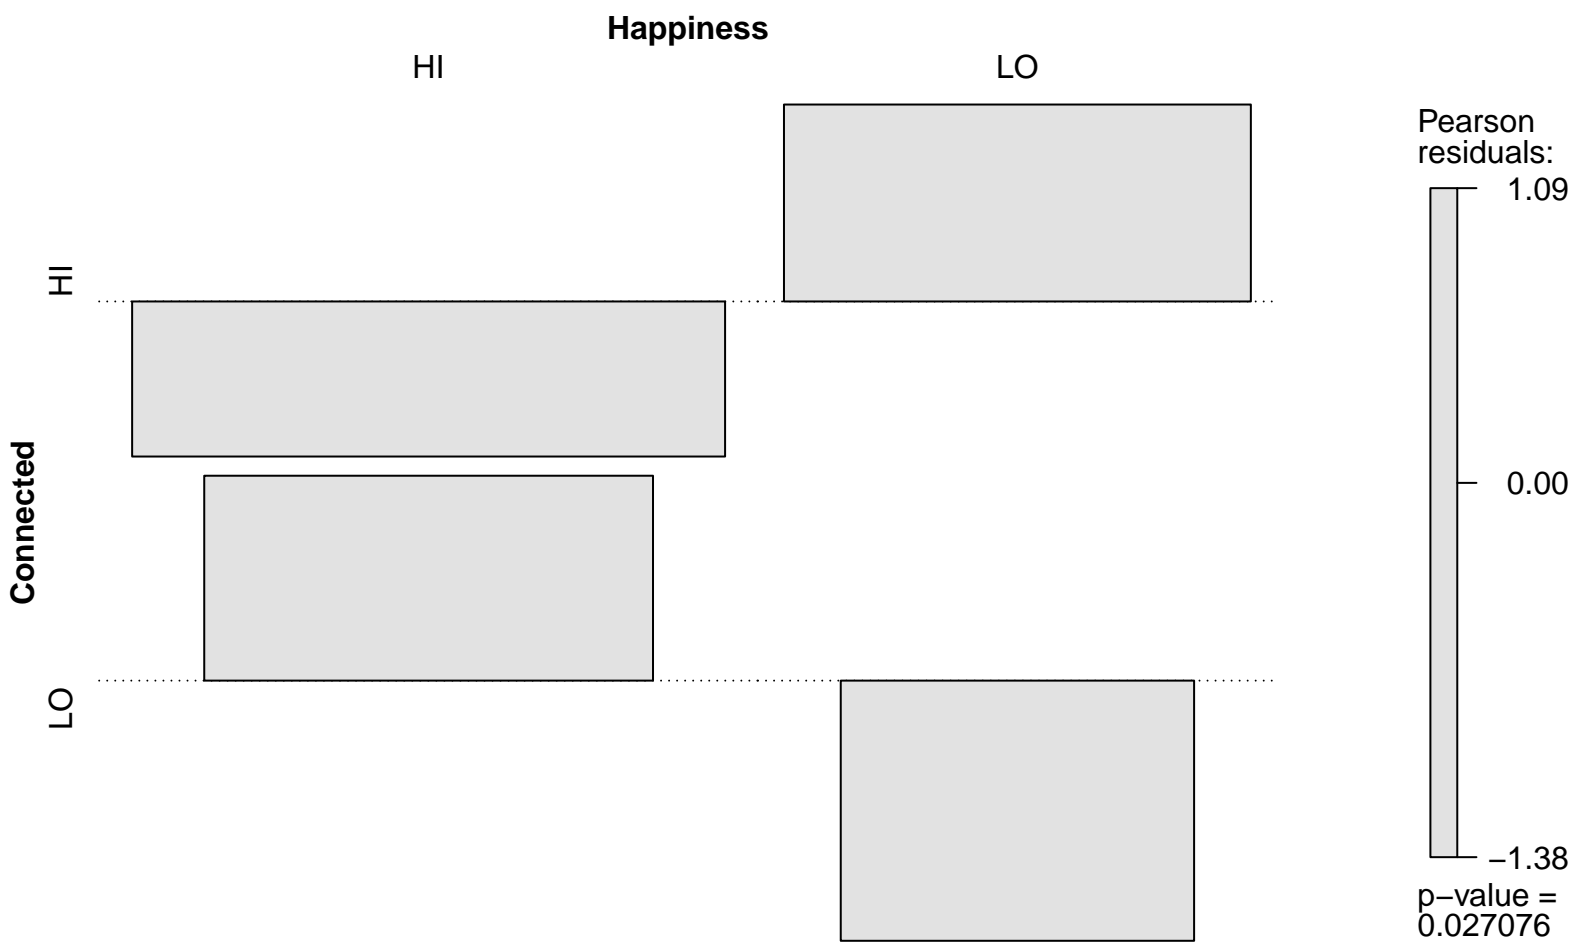 Happiness
HI
LO
Connected
HI
LO
Pearson
residuals:
1.09
0.00
−1.38
p−value =
0.027076